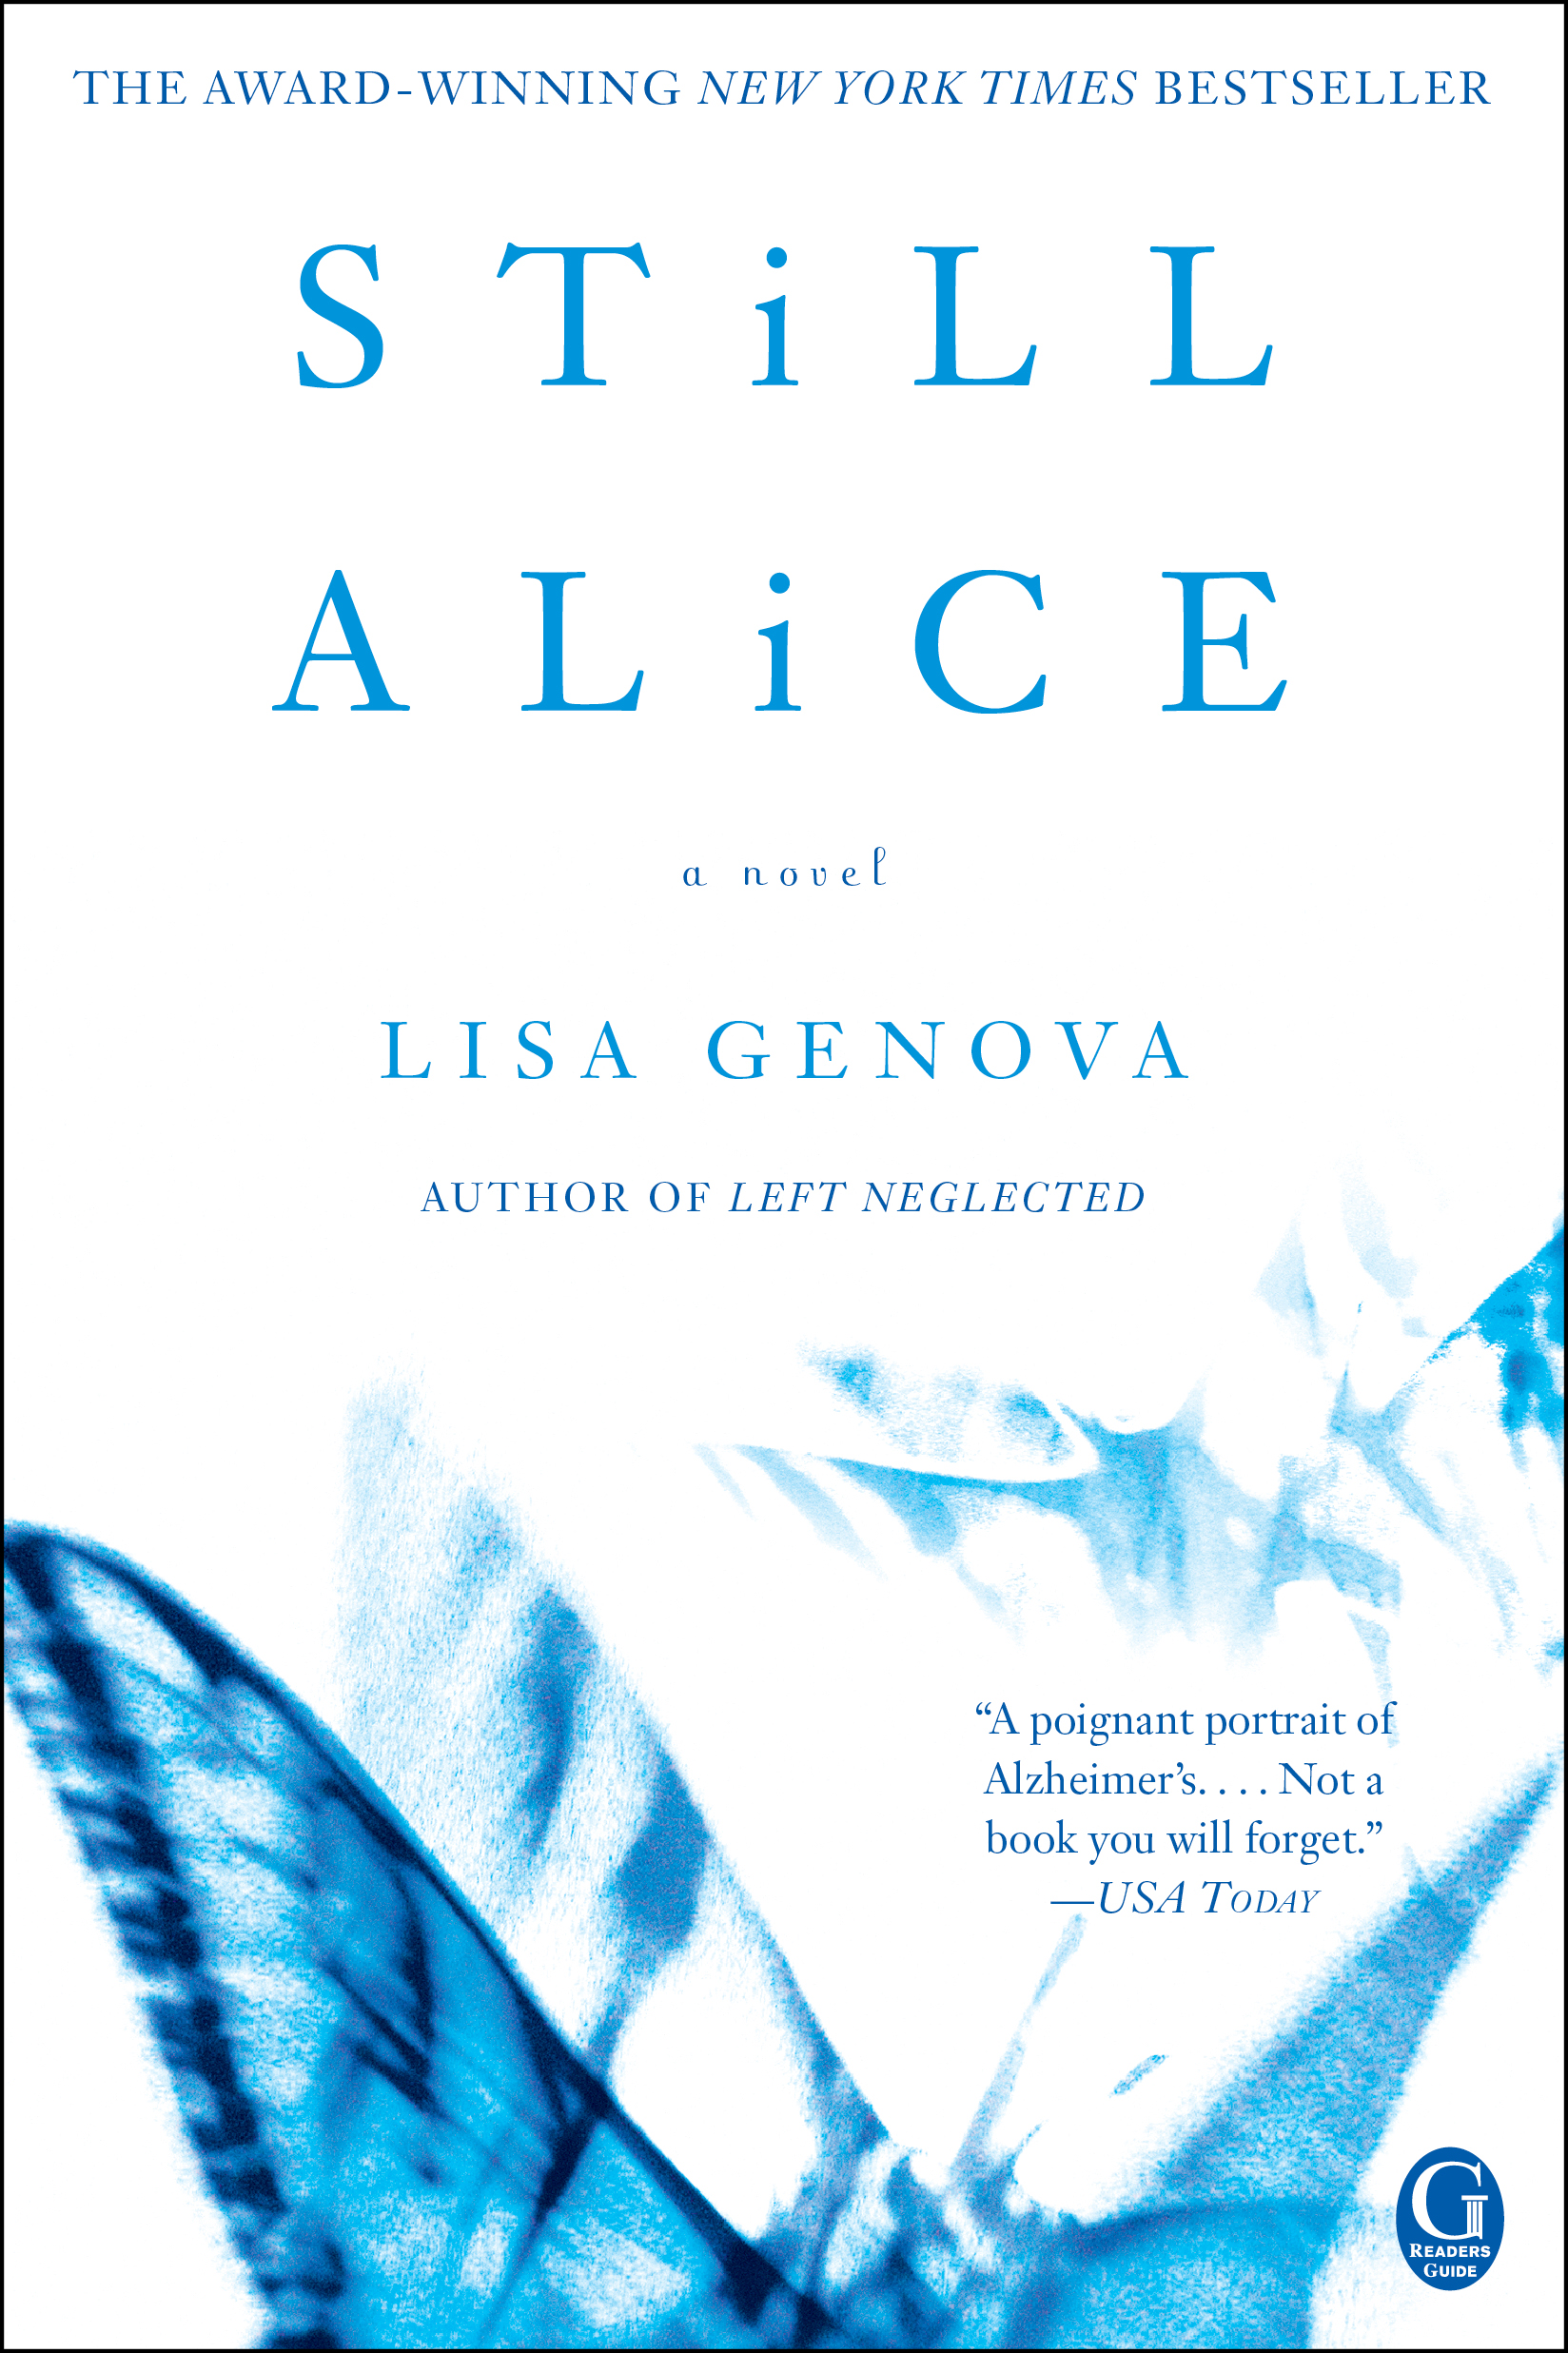 THE AWARD-WINNING NEW YORK TIMES BESTSELLER
STiLL
ALiCE
a novel
LISA GENOVA
AUTHOR OF LEFT NEGLECTED
“A poignant portrait of
Alzheimer’s. . . . Not a
book you will forget.”
—USA TODAY
G
READERS
GUIDE